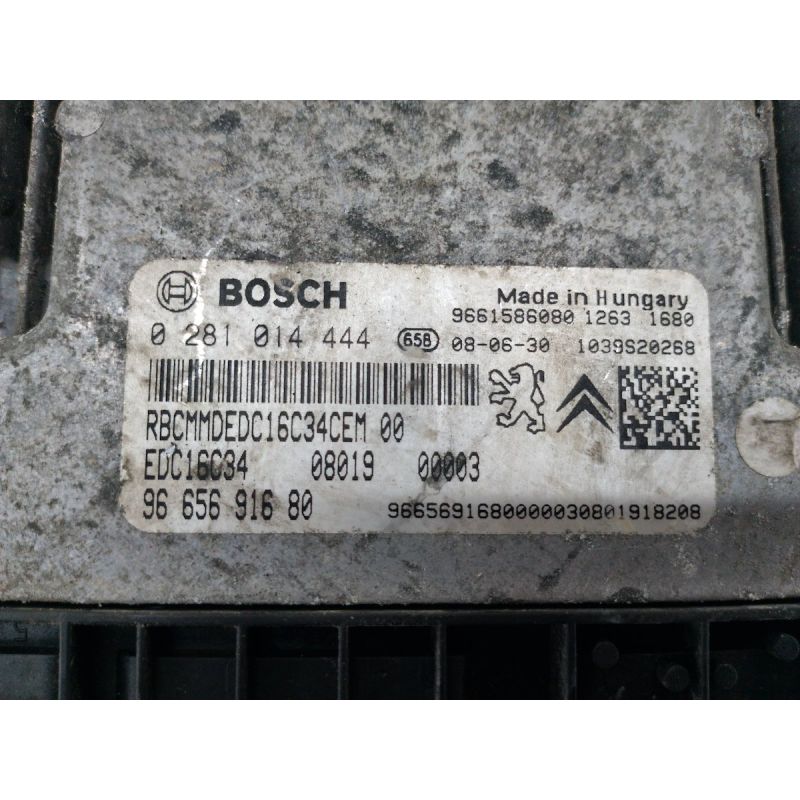 BOSCH
Made in Hungary
9661586080 1263 1680
0 281 014 444 658 08-06-30 1039S20268
RBCMMDEDC16C34CEM 00
EDC16C34 08019 00003
96 656 916 80 9665691680000030801918208